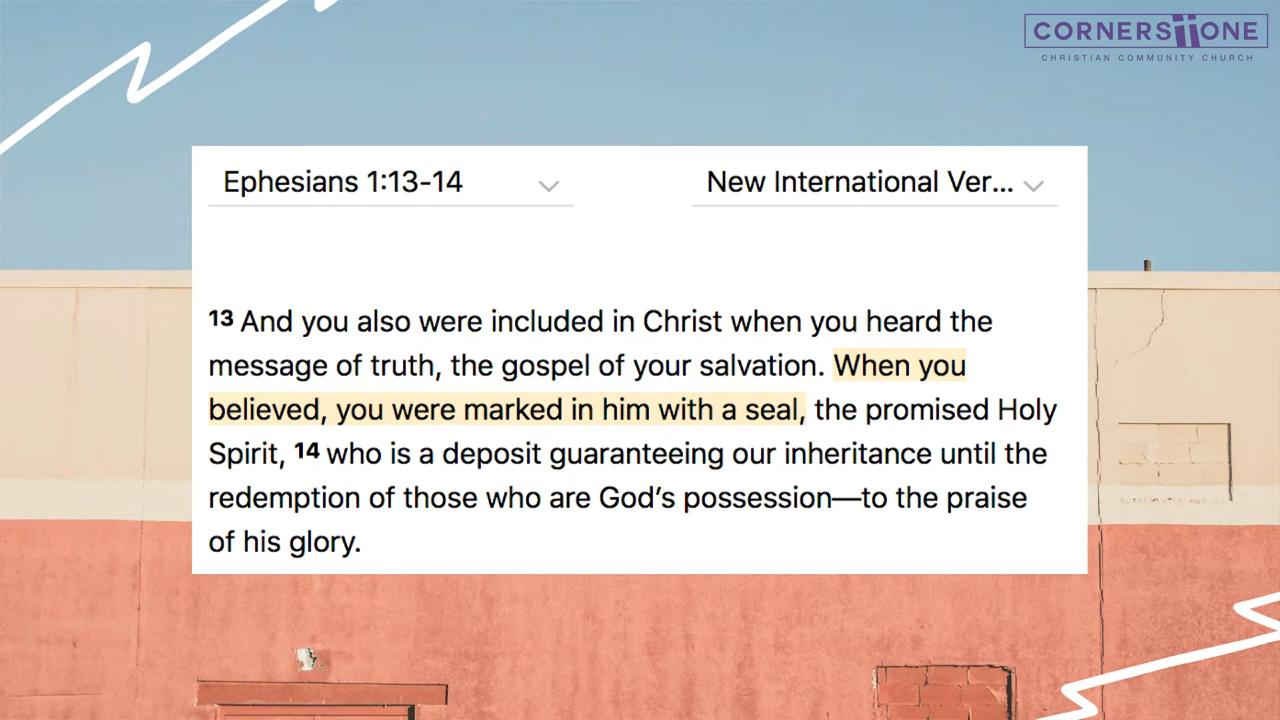 CORNERSTONE
CHRISTIAN COMMUNITY CHURCH
Ephesians 1:13-14
New International Ver...
13 And you also were included in Christ when you heard the
message of truth, the gospel of your salvation. When you
believed, you were marked in him with a seal, the promised Holy
Spirit, 14 who is a deposit guaranteeing our inheritance until the
redemption of those who are God’s possession—to the praise
of his glory.